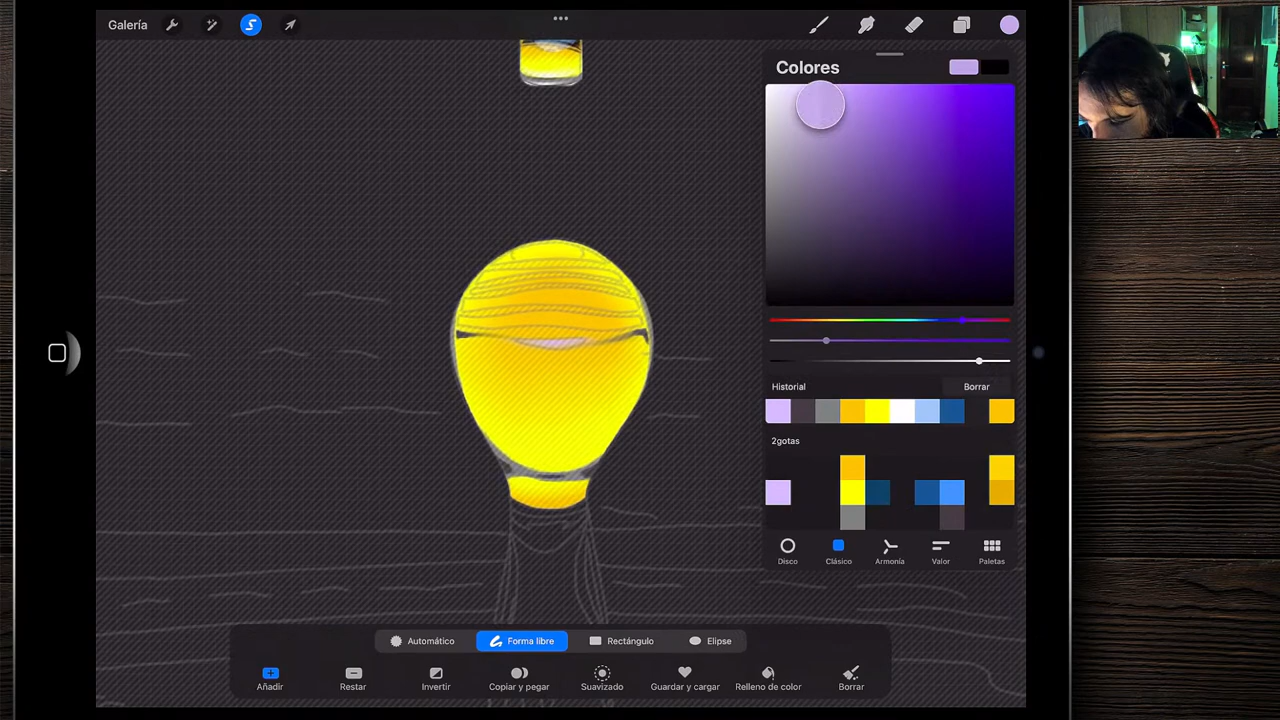 Galería
Colores
Historial
Borrar
2gotas
Disco
Clásico
Armonía
Valor
Paletas
Automático
Forma libre
Rectángulo
Elipse
Añadir
Restar
Invertir
Copiar y pegar
Suavizado
Guardar y cargar
Relleno de color
Borrar